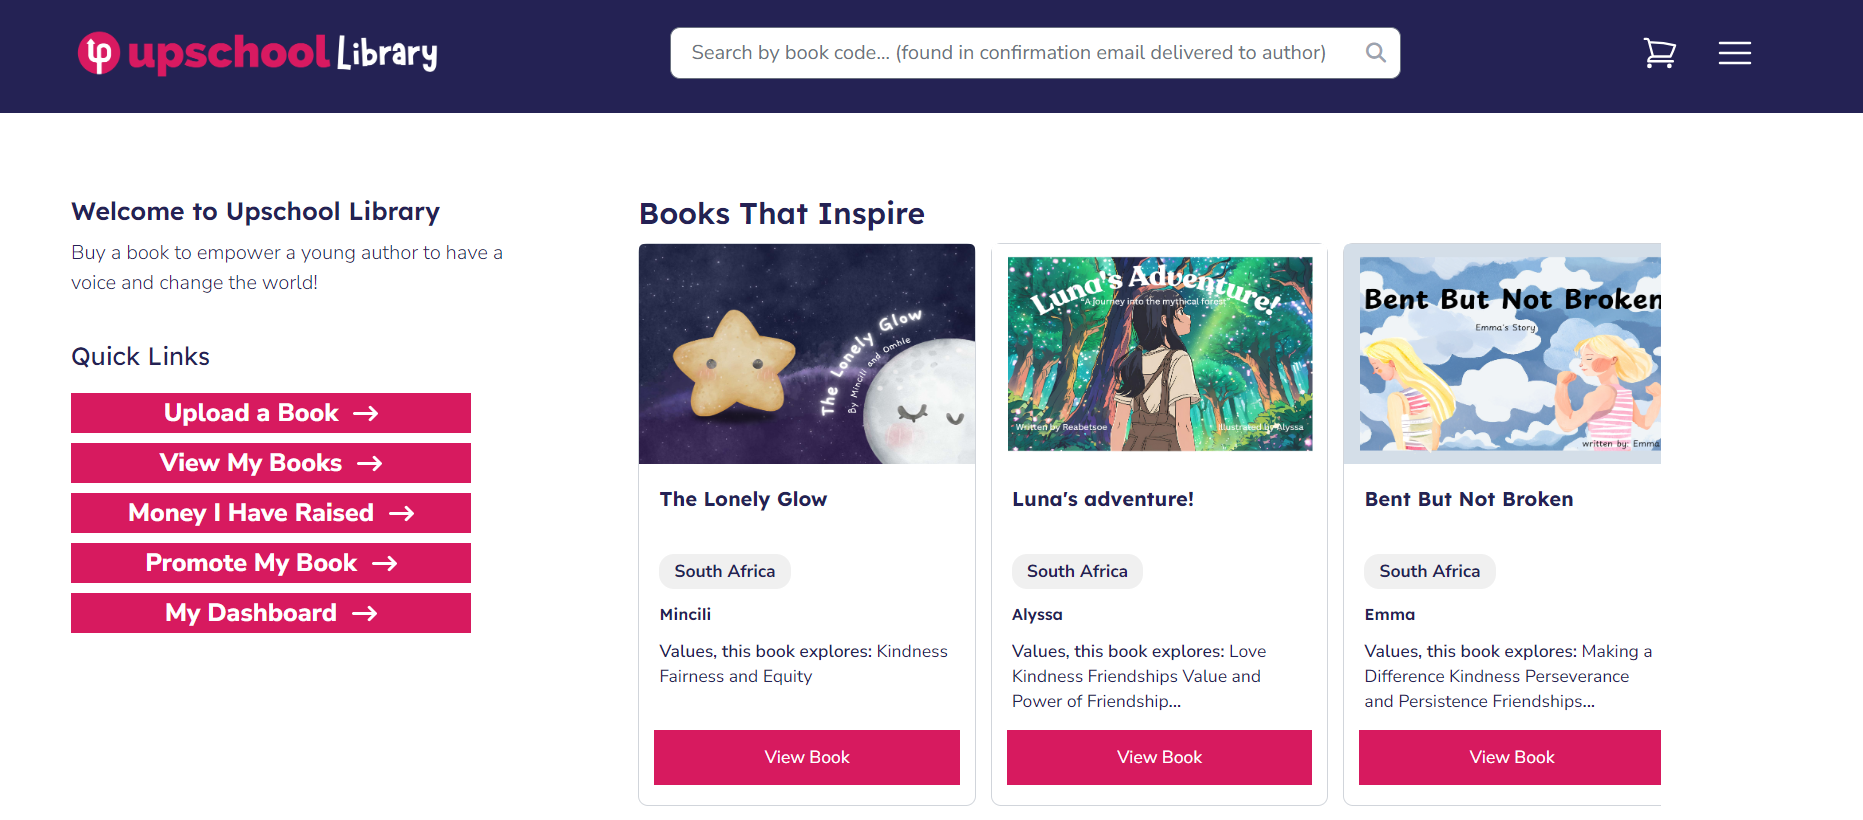 up upschool Library
Search by book code... (found in confirmation email delivered to author)
Welcome to Upschool Library
Buy a book to empower a young author to have a
voice and change the world!
Quick Links
Upload a Book →
View My Books →
Money I Have Raised →
Promote My Book →
My Dashboard →
Books That Inspire
The Lonely Glow
By Mincili and Omhle
The Lonely Glow
South Africa
Mincili
Values, this book explores: Kindness
Fairness and Equity
View Book
Luna's Adventure!
"A journey into the mythical forest"
Written by Reabetsoe
Illustrated by Alyssa
Luna's adventure!
South Africa
Alyssa
Values, this book explores: Love
Kindness Friendships Value and
Power of Friendship...
View Book
Bent But Not Broken
Emma's Story
written by: Emma
Bent But Not Broken
South Africa
Emma
Values, this book explores: Making a
Difference Kindness Perseverance
and Persistence Friendships...
View Book